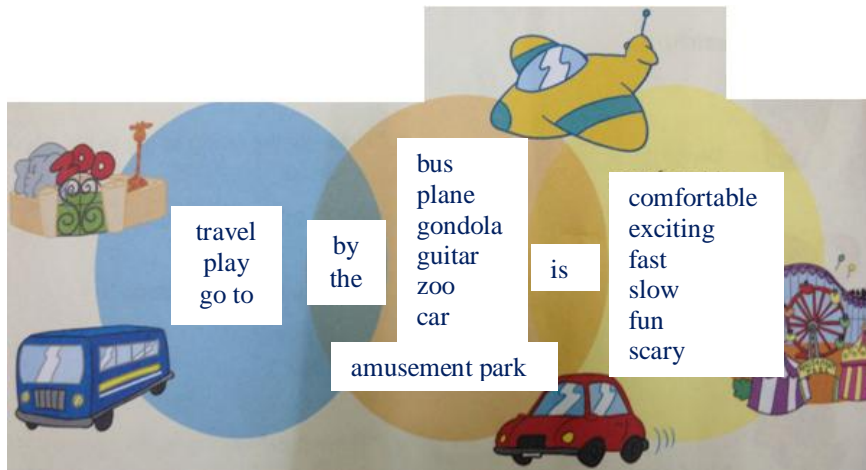 ZOO
travel
play
go to
by
the
bus
plane
gondola
guitar
zoo
car
amusement park
is
comfortable
exciting
fast
slow
fun
scary